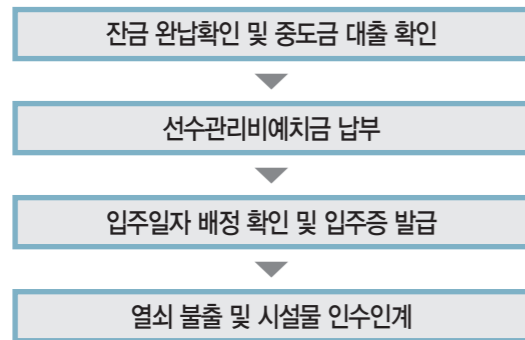 잔금 완납확인 및 중도금 대출 확인
선수관리비예치금 납부
입주일자 배정 확인 및 입주증 발급
열쇠 불출 및 시설물 인수인계